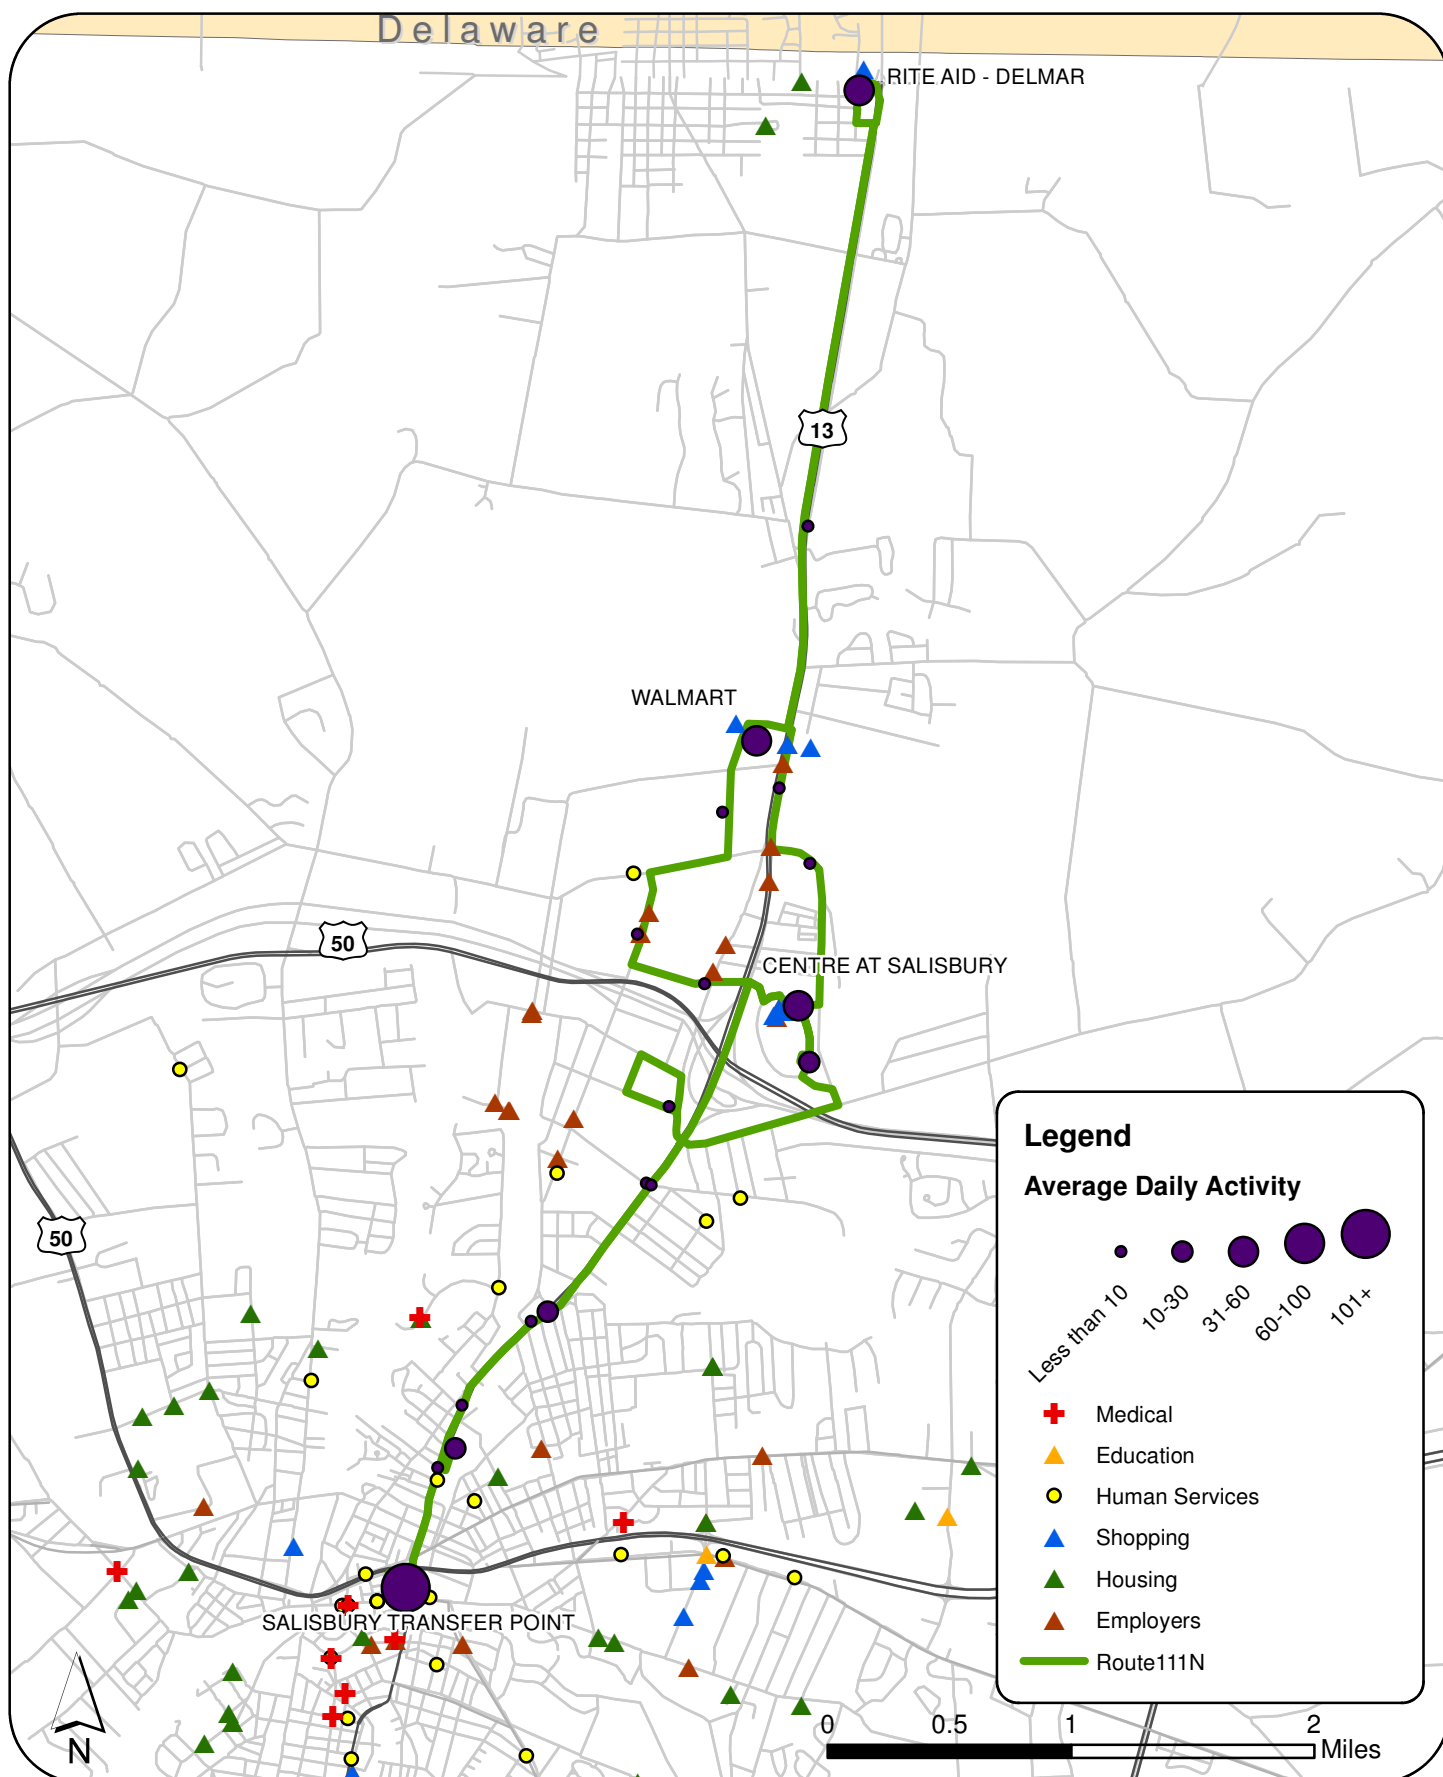 Delaware
RITE AID - DELMAR
13
WALMART
50
CENTRE AT SALISBURY
50
SALISBURY TRANSFER POINT
N
Legend
Average Daily Activity
Less than 10
10-30
31-60
60-100
101+
Medical
Education
Human Services
Shopping
Housing
Employers
Route111N
0 0.5 1 2
Miles